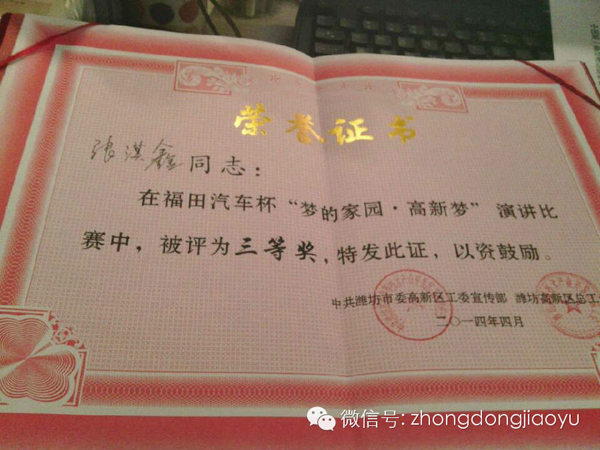 荣誉证书
张淇鑫同志：
在福田汽车杯“梦的家园·高新梦”演讲比
赛中，被评为三等奖，特发此证，以资鼓励。
中共潍坊市委高新区工委宣传部 潍坊高新区总工
二〇一四年四月
微信号: zhongdongjiaoyu